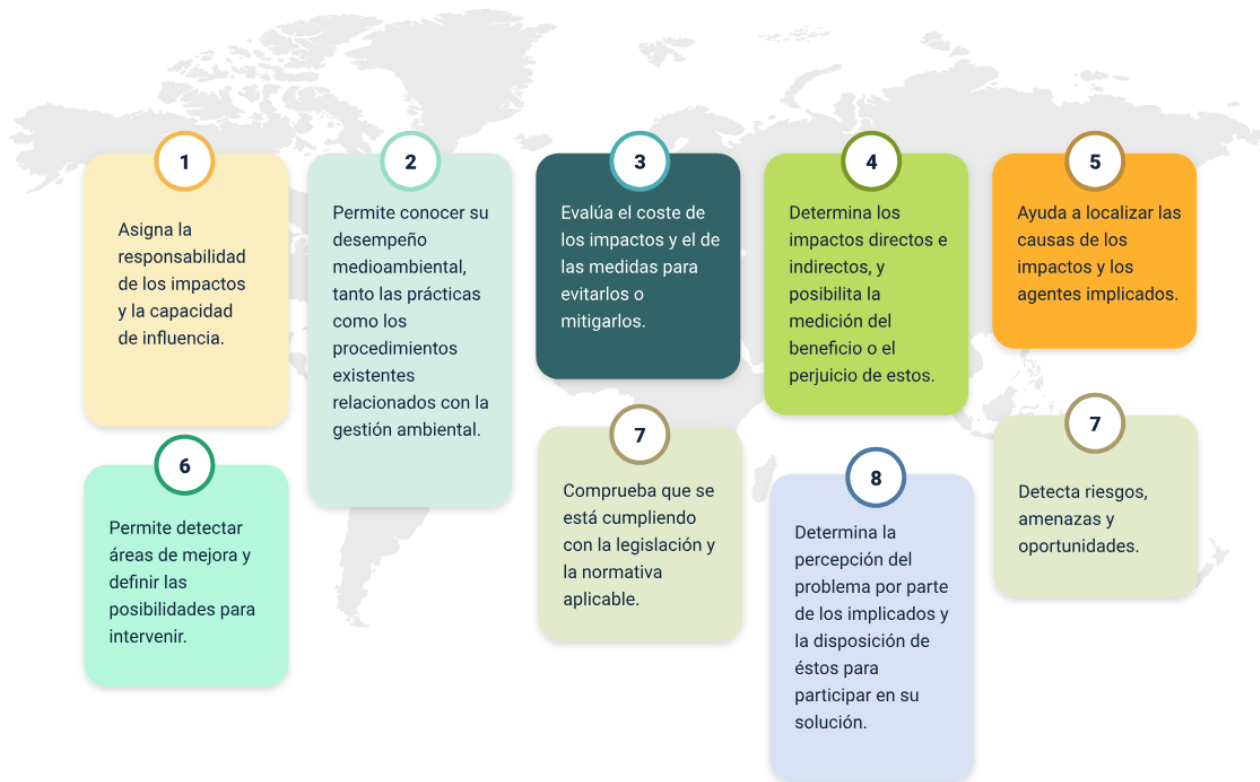 1
Asigna la
responsabilidad
de los impactos
y la capacidad
de influencia.
2
Permite conocer su
desempeño
medioambiental,
tanto las prácticas
como los
procedimientos
existentes
relacionados con la
gestión ambiental.
3
Evalúa el coste de
los impactos y el de
las medidas para
evitarlos o
mitigarlos.
4
Determina los
impactos directos e
indirectos, y
posibilita la
medición del
beneficio o el
perjuicio de estos.
5
Ayuda a localizar las
causas de los
impactos y los
agentes implicados.
6
Permite detectar
áreas de mejora y
definir las
posibilidades para
intervenir.
7
Comprueba que se
está cumpliendo
con la legislación y
la normativa
aplicable.
8
Determina la
percepción del
problema por parte
de los implicados y
la disposición de
éstos para
participar en su
solución.
7
Detecta riesgos,
amenazas y
oportunidades.